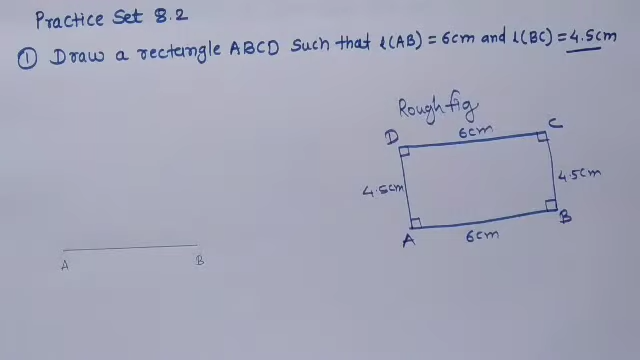 Practice Set 8.2
① Draw a rectangle ABCD such that l(AB) = 6cm and l(BC) = 4.5cm
Rough fig
D 6cm C
4.5cm 4.5cm
A 6cm B
A B